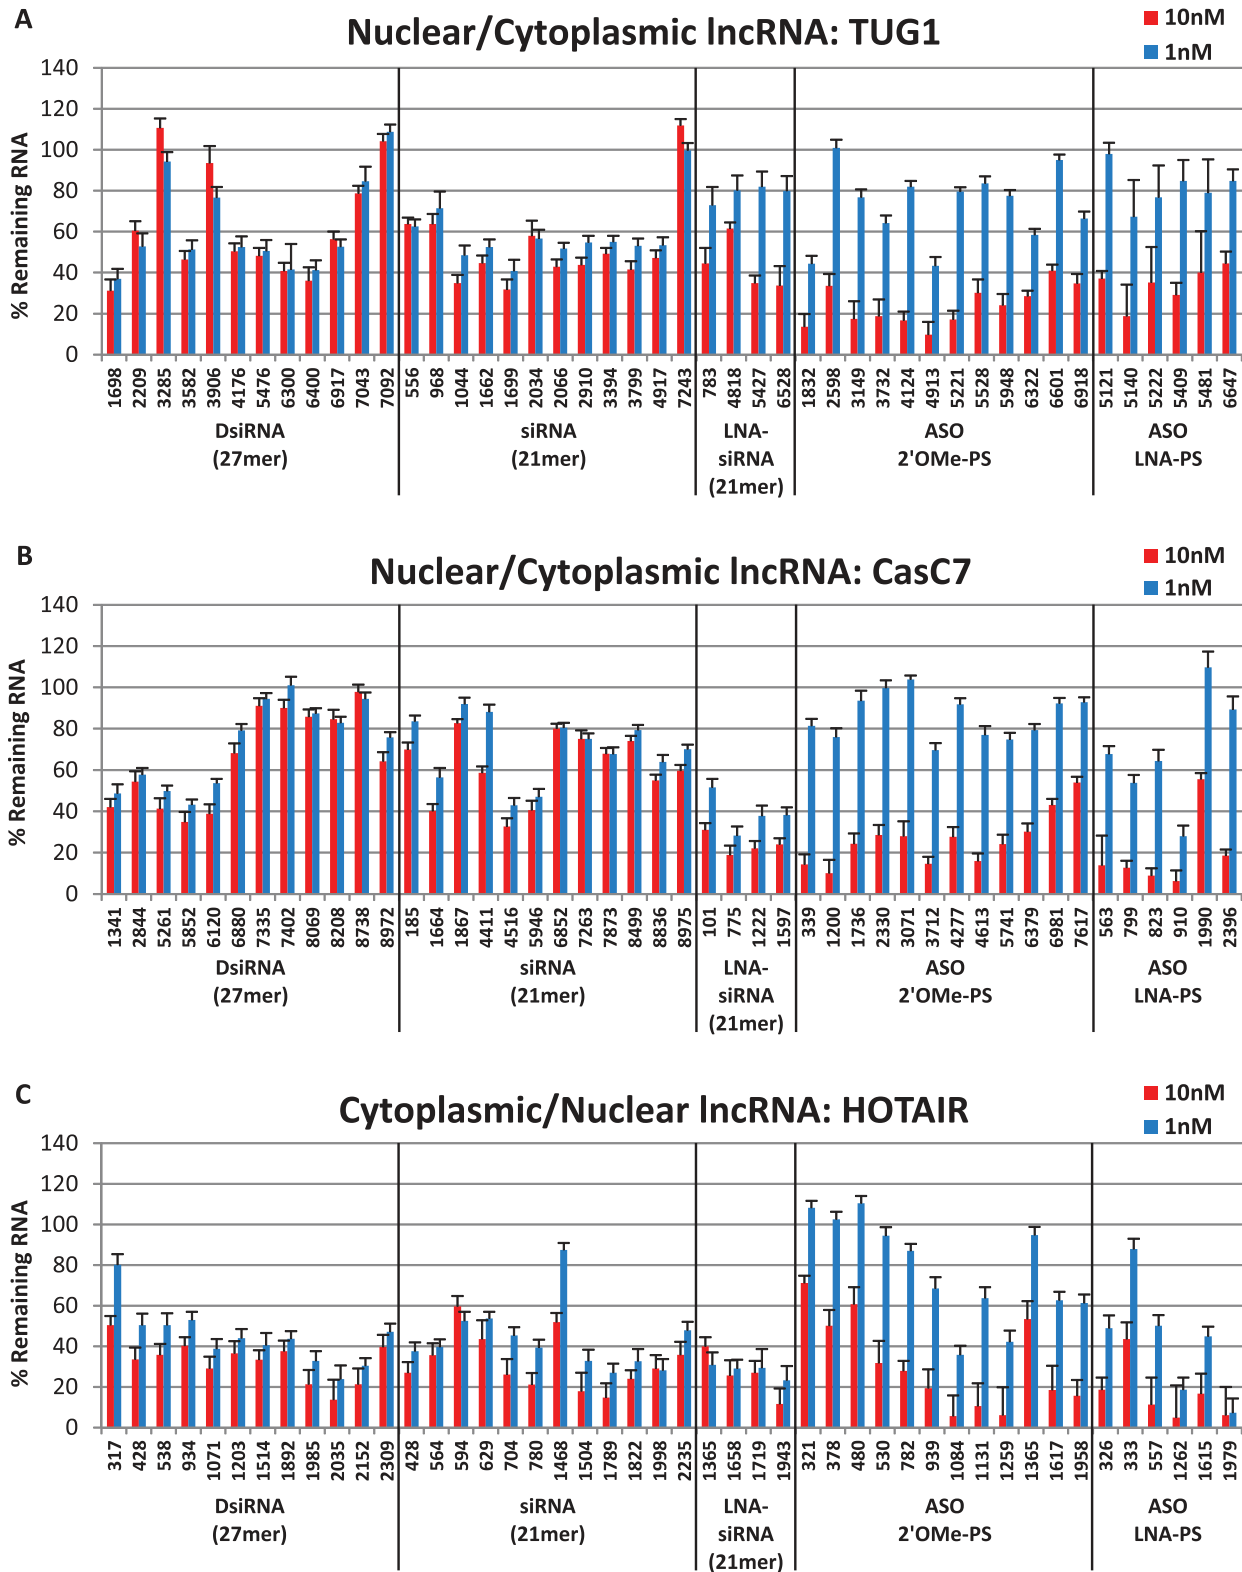 A
Nuclear/Cytoplasmic lncRNA: TUG1
10nM
1nM
% Remaining RNA
140
120
100
80
60
40
20
0
1698 2209 3285 3582 3906 4176 5476 6300 6400 6917 7043 7092 556 968 1044 1662 1699 2034 2066 2910 3394 3799 4917 7243 783 4818 5427 6528 1832 2598 3149 3732 4124 4913 5221 5528 5948 6322 6601 6918 5121 5140 5222 5409 5481 6647
DsiRNA
(27mer)
siRNA
(21mer)
LNA-
siRNA
(21mer)
ASO
2'OMe-PS
ASO
LNA-PS
B
Nuclear/Cytoplasmic lncRNA: CasC7
10nM
1nM
% Remaining RNA
140
120
100
80
60
40
20
0
1341 2844 5261 5852 6120 6880 7335 7402 8069 8208 8738 8972 185 1664 1867 4411 4516 5946 6852 7263 7873 8499 8836 8975 101 775 1222 1597 339 1200 1736 2330 3071 3712 4277 4613 5741 6379 6981 7617 563 799 823 910 1990 2396
DsiRNA
(27mer)
siRNA
(21mer)
LNA-
siRNA
(21mer)
ASO
2'OMe-PS
ASO
LNA-PS
C
Cytoplasmic/Nuclear lncRNA: HOTAIR
10nM
1nM
% Remaining RNA
140
120
100
80
60
40
20
0
317 428 538 934 1071 1203 1514 1892 1985 2035 2152 2309 428 564 594 629 704 780 1468 1504 1789 1822 1998 2235 1365 1658 1719 1943 321 378 480 530 782 939 1084 1131 1259 1365 1617 1958 326 333 557 1262 1615 1979
DsiRNA
(27mer)
siRNA
(21mer)
LNA-
siRNA
(21mer)
ASO
2'OMe-PS
ASO
LNA-PS